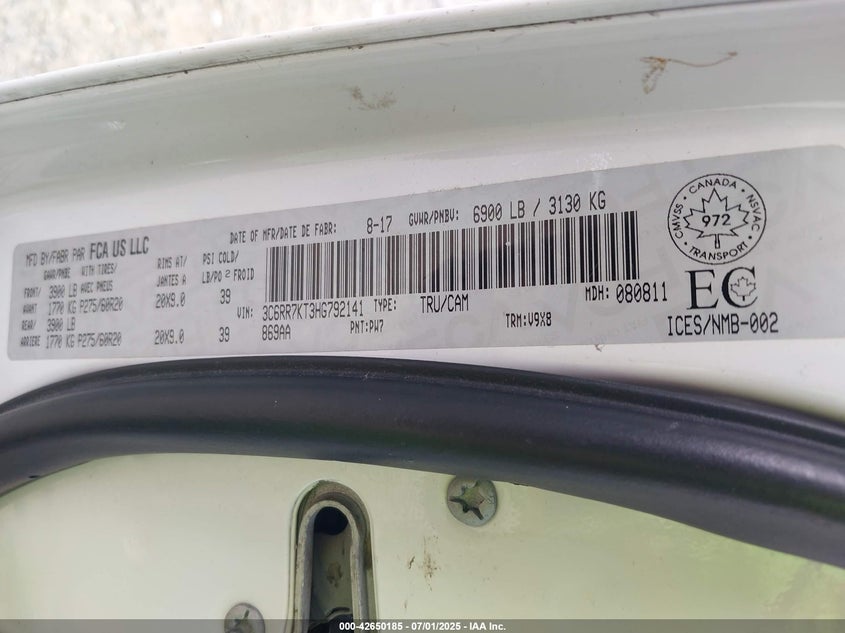 MFD BY/FABR PAR FCA US LLC
DATE OF MFR/DATE DE FABR: 8-17 GVWR/PNBV: 6900 LB / 3130 KG
GAWR/PNBE WITH TIRES/ AVEC PNEUS RIMS AT/ JANTES A PSI COLD/ LB/PO² FROID
FRONT/ 3900 LB
AVANT 1770 KG P275/60R20 20X9.0 39
REAR/ 3900 LB
ARRIERE 1770 KG P275/60R20 20X9.0 39
VIN: 3C6RR7KT3HG792141 TYPE: TRU/CAM MDH: 080811
869AA PNT: PW7 TRM: V9X8
CANADA
CMVSS 972 NSVAC
TRANSPORT
EC
ICES/NMB-002
000-42650185 - 07/01/2025 - IAA Inc.